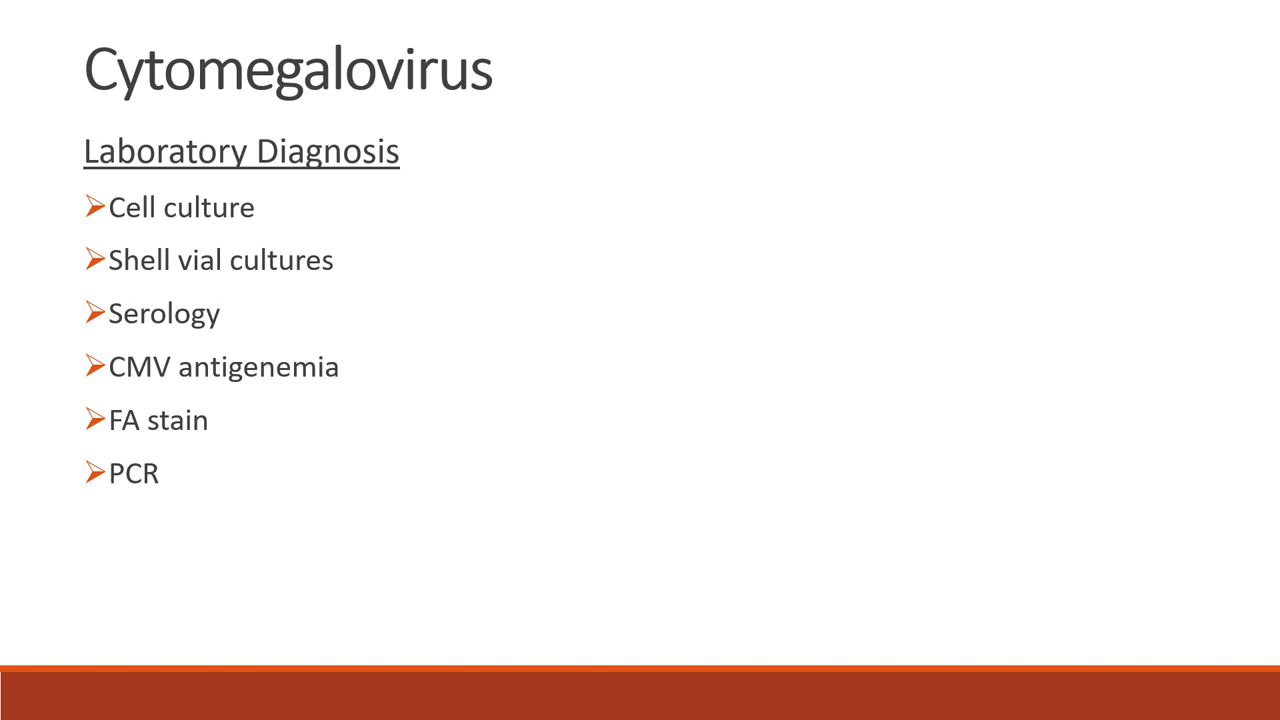 Cytomegalovirus
Laboratory Diagnosis
Cell culture
Shell vial cultures
Serology
CMV antigenemia
FA stain
PCR